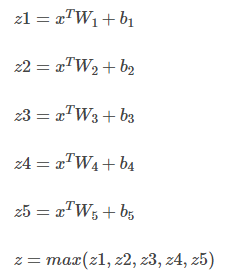 z1 = x^T W_1 + b_1
z2 = x^T W_2 + b_2
z3 = x^T W_3 + b_3
z4 = x^T W_4 + b_4
z5 = x^T W_5 + b_5
z = max(z1, z2, z3, z4, z5)